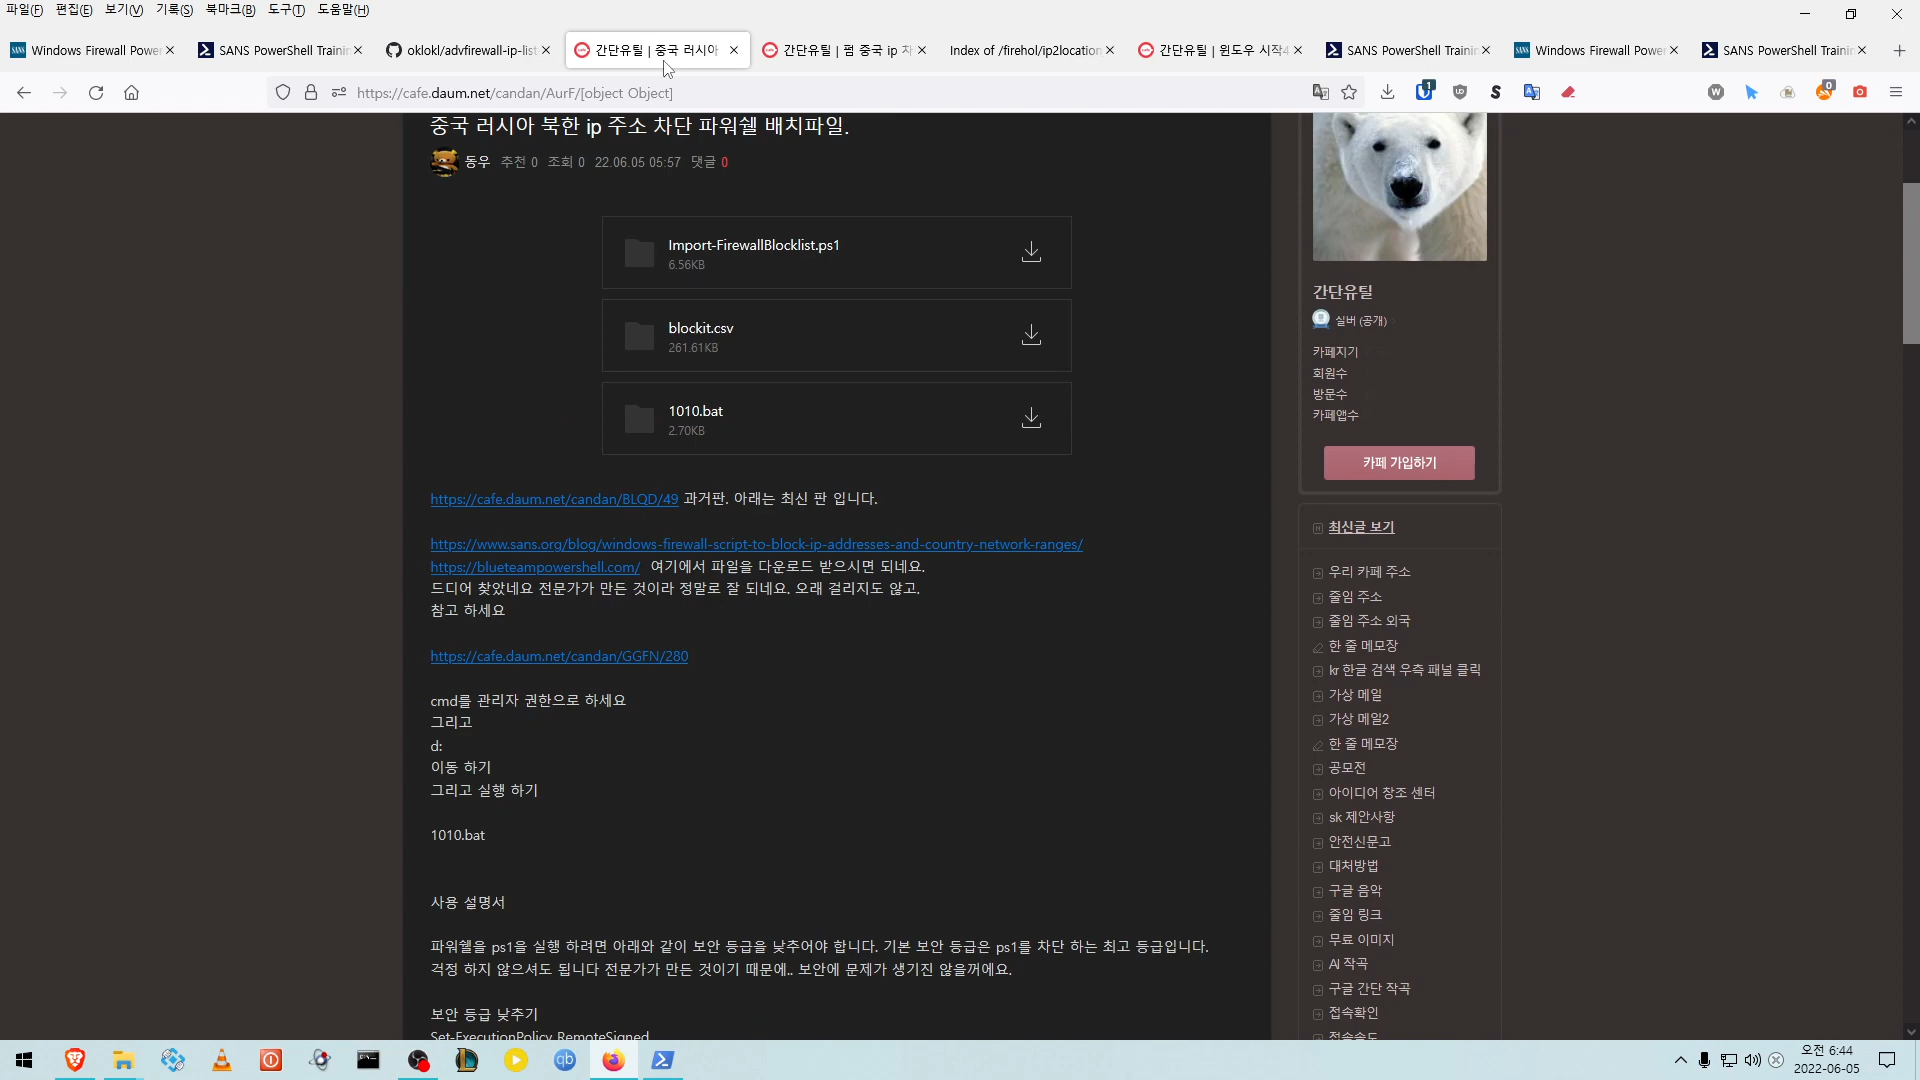 파일(F) 편집(E) 보기(V) 기록(S) 북마크(B) 도구(T) 도움말(H)
Windows Firewall Power
SANS PowerShell Trainin
oklokl/advfirewall-ip-list
간단유틸 | 중국 러시아
간단유틸 | 펌 중국 ip 차
Index of /firehol/ip2location
간단유틸 | 윈도우 시작4
SANS PowerShell Trainin
Windows Firewall Power
SANS PowerShell Trainin
https://cafe.daum.net/candan/AurF/[object Object]
중국 러시아 북한 ip 주소 차단 파워쉘 배치파일.
동우 추천 0 조회 0 22.06.05 05:57 댓글 0
Import-FirewallBlocklist.ps1
6.56KB
blockit.csv
261.61KB
1010.bat
2.70KB
https://cafe.daum.net/candan/BLQD/49 과거판. 아래는 최신 판 입니다.
https://www.sans.org/blog/windows-firewall-script-to-block-ip-addresses-and-country-network-ranges/
https://blueteampowershell.com/ 여기에서 파일을 다운로드 받으시면 되네요.
드디어 찾았네요 전문가가 만든 것이라 정말로 잘 되네요. 오래 걸리지도 않고.
참고 하세요
https://cafe.daum.net/candan/GGFN/280
cmd를 관리자 권한으로 하세요
그리고
d:
이동 하기
그리고 실행 하기
1010.bat
사용 설명서
파워쉘을 ps1을 실행 하려면 아래와 같이 보안 등급을 낮추어야 합니다. 기본 보안 등급은 ps1를 차단 하는 최고 등급입니다.
걱정 하지 않으셔도 됩니다 전문가가 만든 것이기 때문에.. 보안에 문제가 생기진 않을꺼에요.
보안 등급 낮추기
Set-ExecutionPolicy RemoteSigned
간단유틸
실버 (공개)
카페지기
회원수
방문수
카페앱수
카페 가입하기
최신글 보기
우리 카페 주소
줄임 주소
줄임 주소 외국
한 줄 메모장
kr 한글 검색 우측 패널 클릭
가상 메일
가상 메일2
한 줄 메모장
공모전
아이디어 창조 센터
sk 제안사항
안전신문고
대처방법
구글 음악
줄임 링크
무료 이미지
AI 작곡
구글 간단 작곡
접속확인
접속속도
오전 6:44
2022-06-05